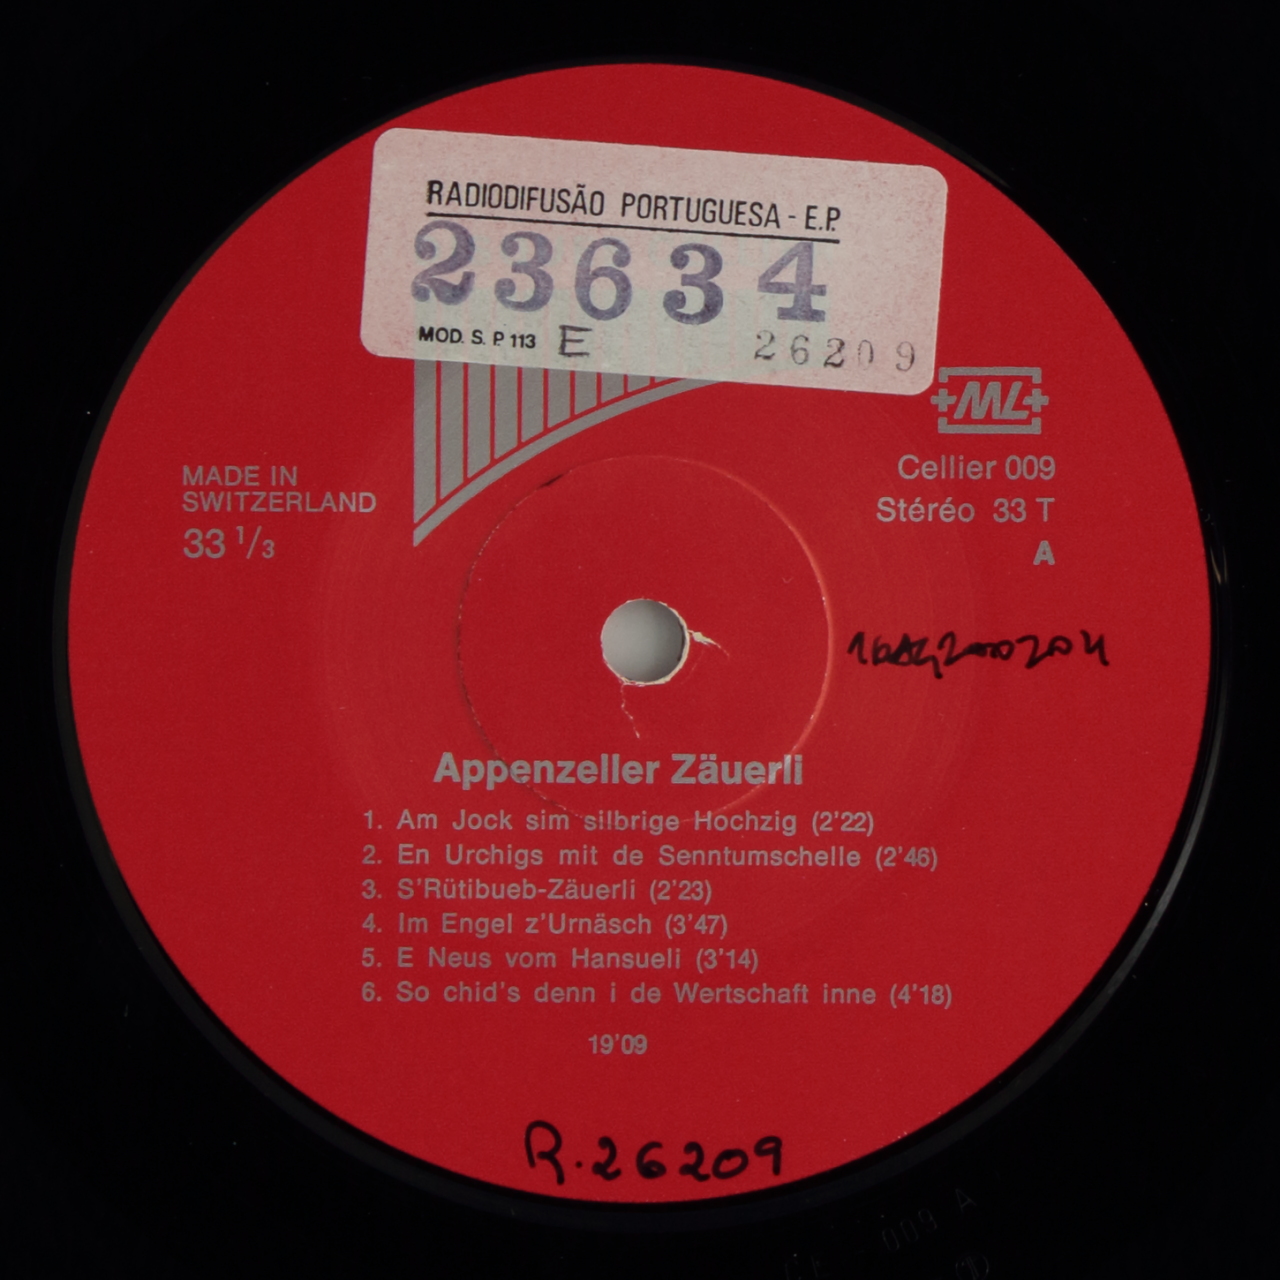 RADIODIFUSÃO PORTUGUESA - E.P.
23634
MOD. S. P. 113 E 26209
+ML+
MADE IN
SWITZERLAND
33 1/3
Cellier 009
Stéréo 33 T
A
Appenzeller Zäuerli
1. Am Jock sim silbrige Hochzig (2'22)
2. En Urchigs mit de Senntumschelle (2'46)
3. S'Rütibueb-Zäuerli (2'23)
4. Im Engel z'Urnäsch (3'47)
5. E Neus vom Hansueli (3'14)
6. So chid's denn i de Wertschaft inne (4'18)
19'09
R.26209
009 A